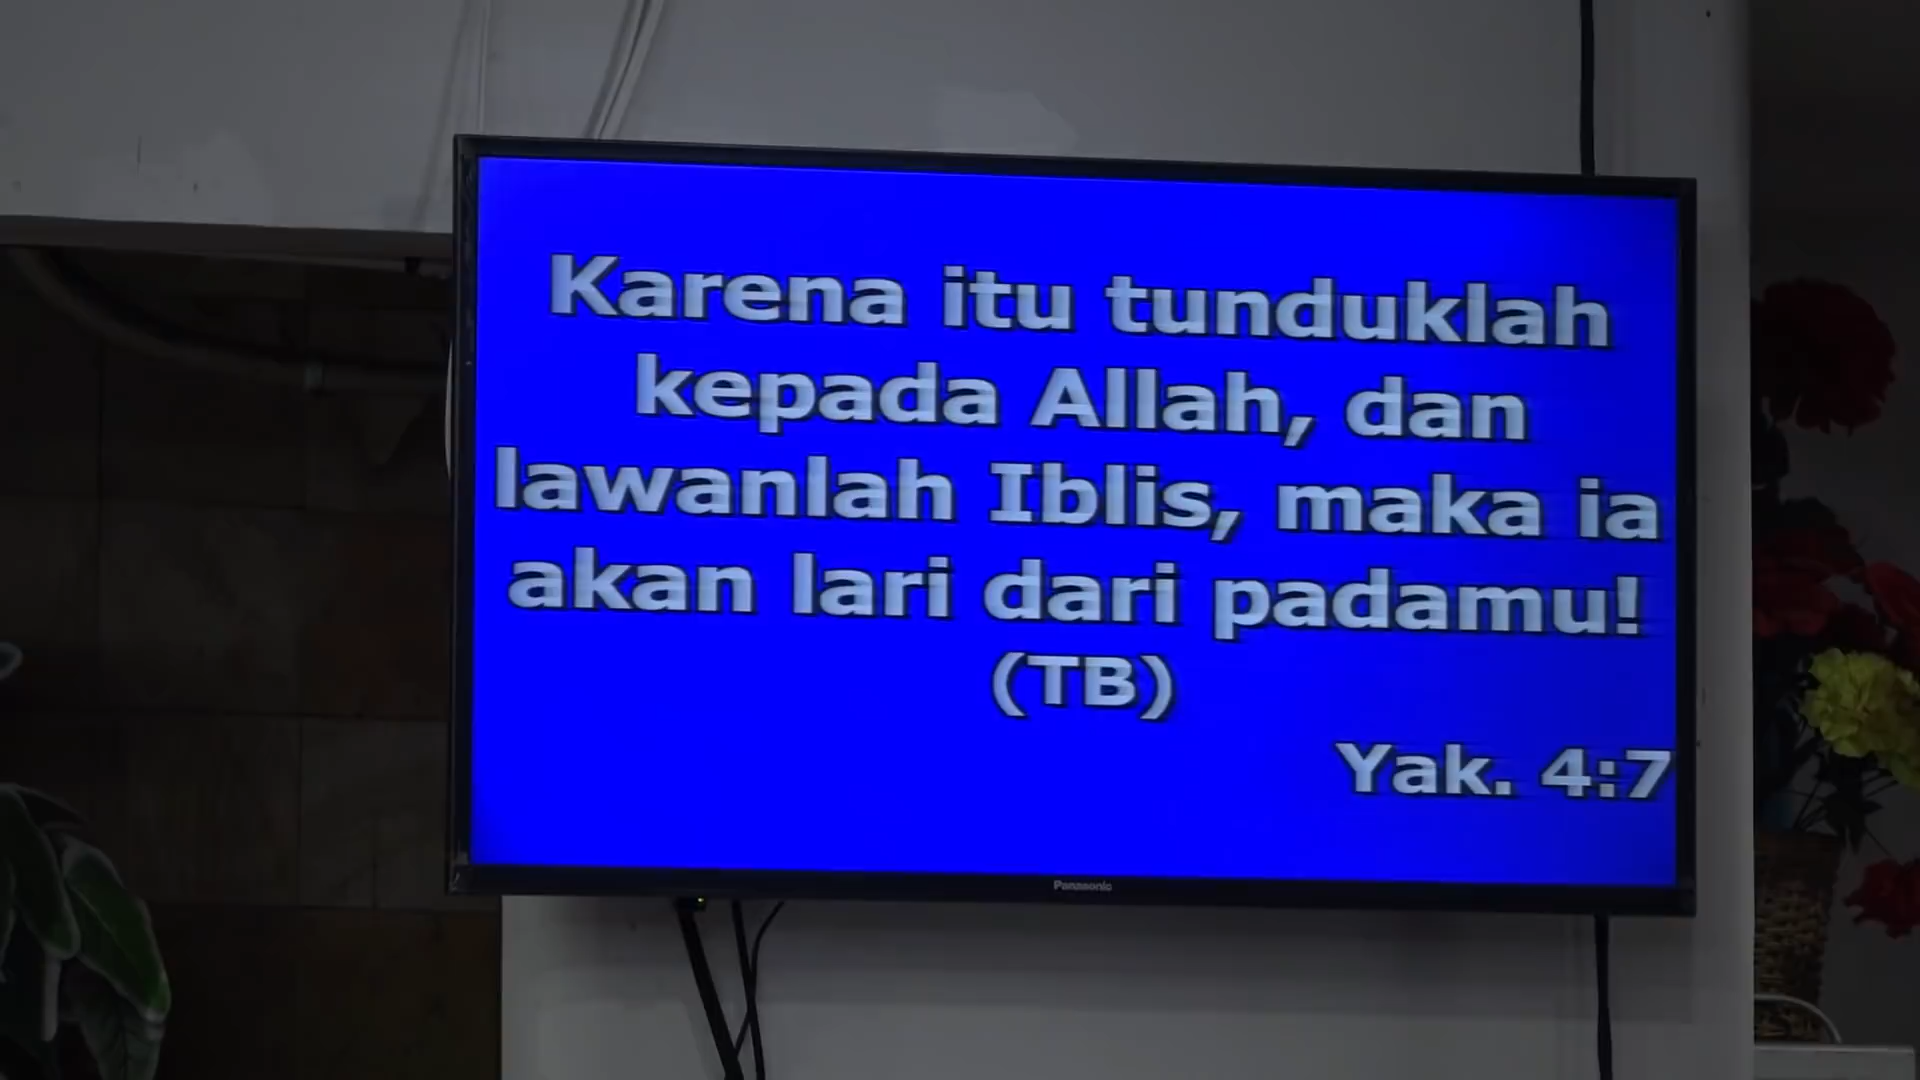 Karena itu tunduklah
kepada Allah, dan
lawanlah Iblis, maka ia
akan lari dari padamu!
(TB)
Yak. 4:7
Panasonic